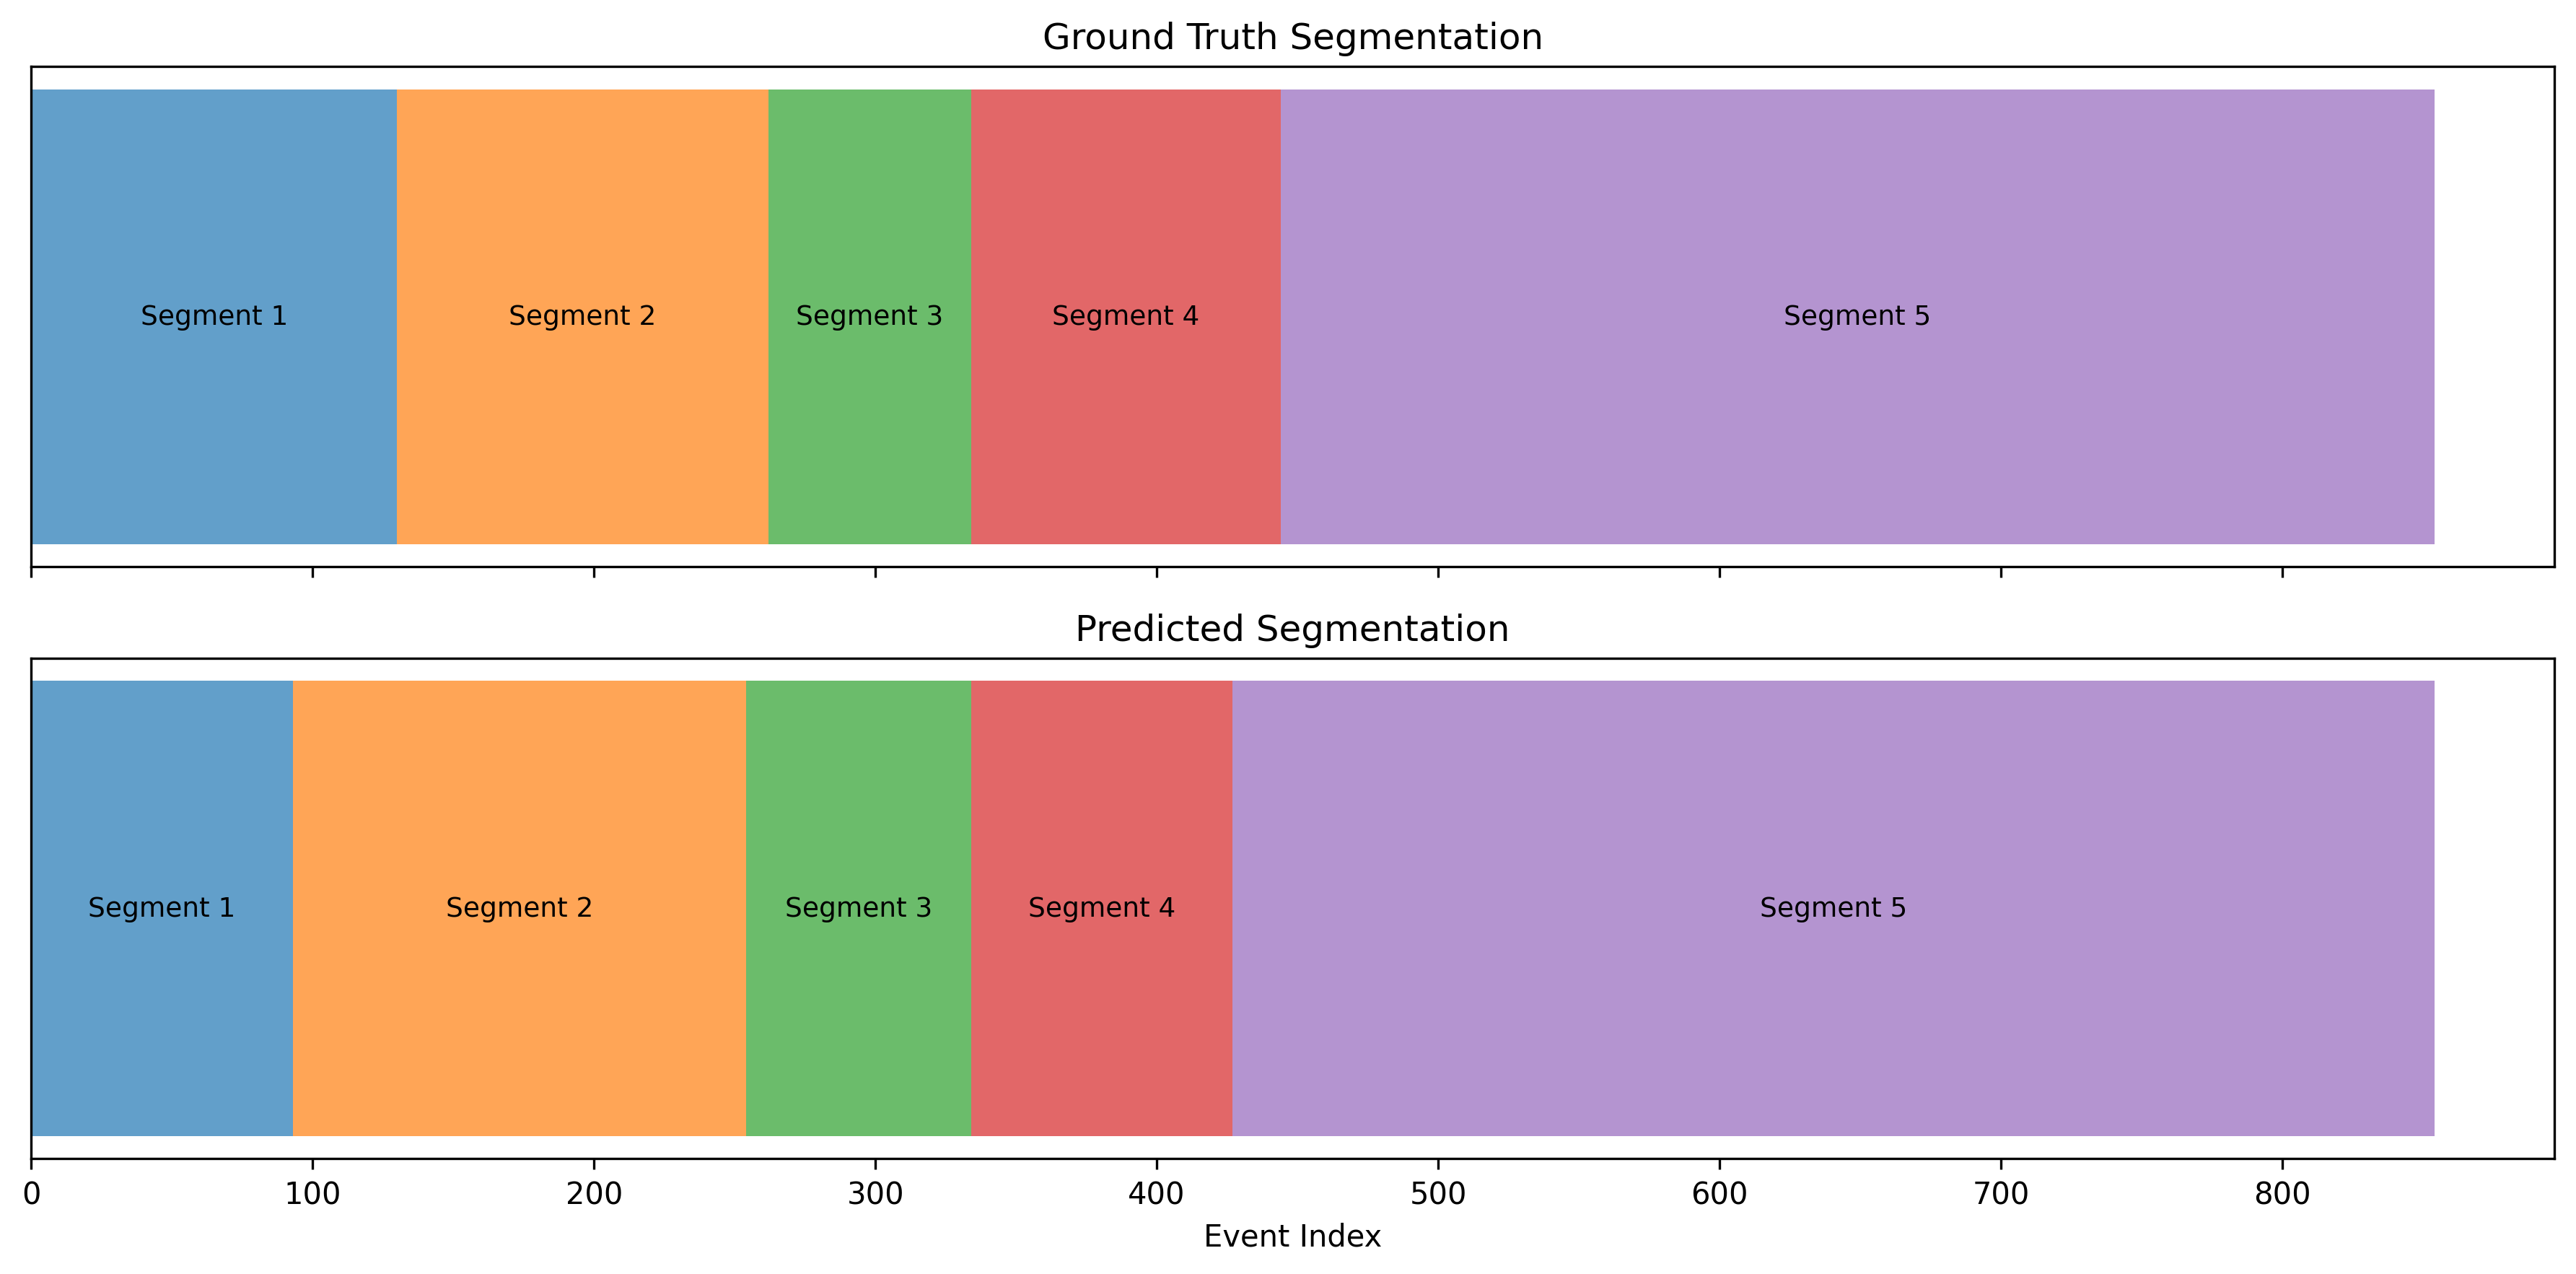 Ground Truth Segmentation
Segment 1 Segment 2 Segment 3 Segment 4 Segment 5
Predicted Segmentation
Segment 1 Segment 2 Segment 3 Segment 4 Segment 5
0 100 200 300 400 500 600 700 800
Event Index